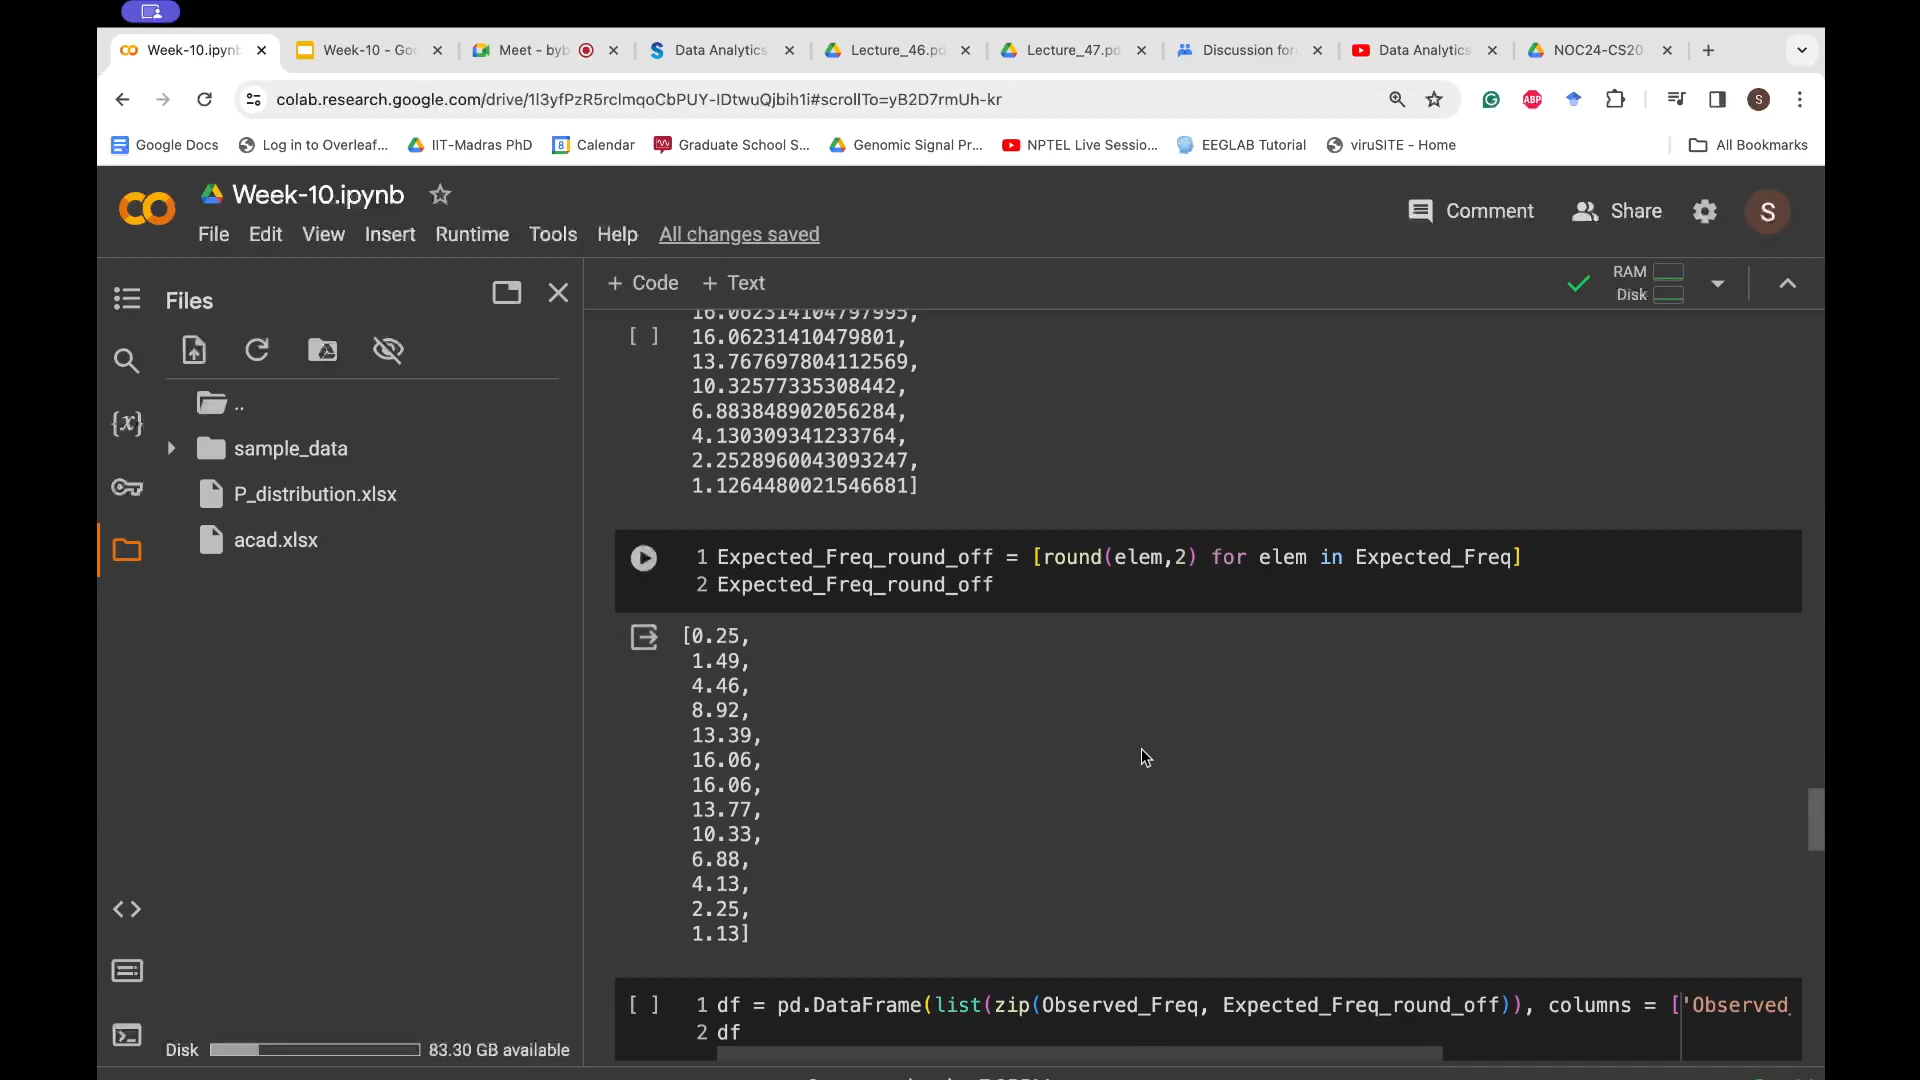 Week-10.ipynb
Week-10 - Goo
Meet - byb
Data Analytics
Lecture_46.pd
Lecture_47.pd
Discussion for
Data Analytics
NOC24-CS20
colab.research.google.com/drive/1l3yfPzR5rclmqoCbPUY-IDtwuQjbih1i#scrollTo=yB2D7rmUh-kr
ABP
S
Google Docs
Log in to Overleaf...
IIT-Madras PhD
8
Calendar
Graduate School S...
Genomic Signal Pr...
NPTEL Live Sessio...
EEGLAB Tutorial
viruSITE - Home
All Bookmarks
Week-10.ipynb
Comment
Share
S
File Edit View Insert Runtime Tools Help All changes saved
Files
+ Code + Text
RAM
Disk
..
sample_data
P_distribution.xlsx
acad.xlsx
Disk
83.30 GB available
16.062314104797995,
[ ] 16.06231410479801,
13.767697804112569,
10.32577335308442,
6.883848902056284,
4.130309341233764,
2.2528960043093247,
1.1264480021546681]
1 Expected_Freq_round_off = [round(elem,2) for elem in Expected_Freq]
2 Expected_Freq_round_off
[0.25,
1.49,
4.46,
8.92,
13.39,
16.06,
16.06,
13.77,
10.33,
6.88,
4.13,
2.25,
1.13]
[ ] 1 df = pd.DataFrame(list(zip(Observed_Freq, Expected_Freq_round_off)), columns = ['Observed_
2 df